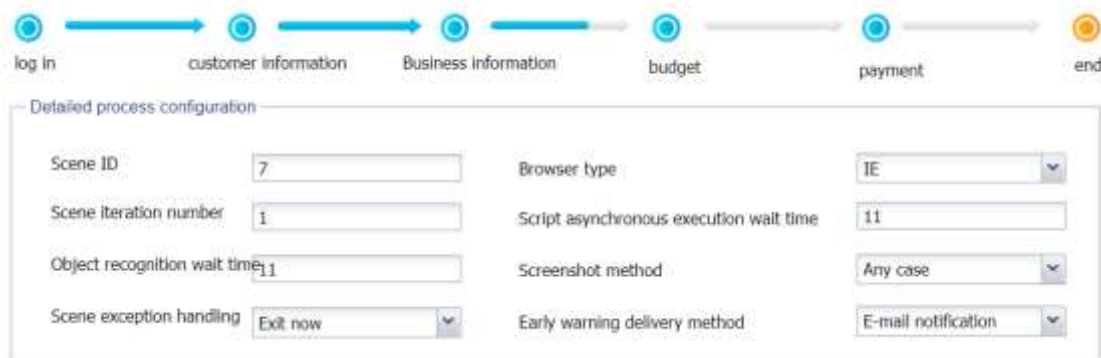 log in
customer information
Business information
budget
payment
end
Detailed process configuration
Scene ID 7
Browser type IE
Scene iteration number 1
Script asynchronous execution wait time 11
Object recognition wait time 11
Screenshot method Any case
Scene exception handling Exit now
Early warning delivery method E-mail notification